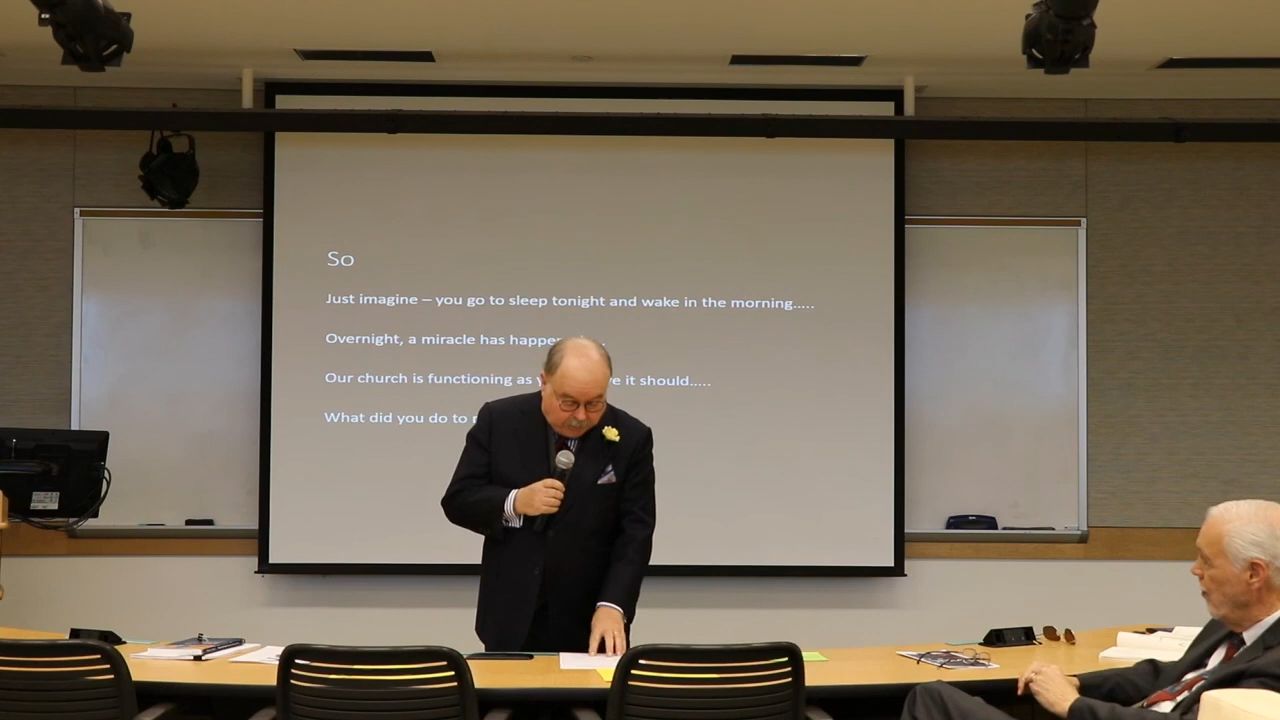 So
Just imagine – you go to sleep tonight and wake in the morning.....
Overnight, a miracle has
Our church is functioning as it should.....
What did you do to